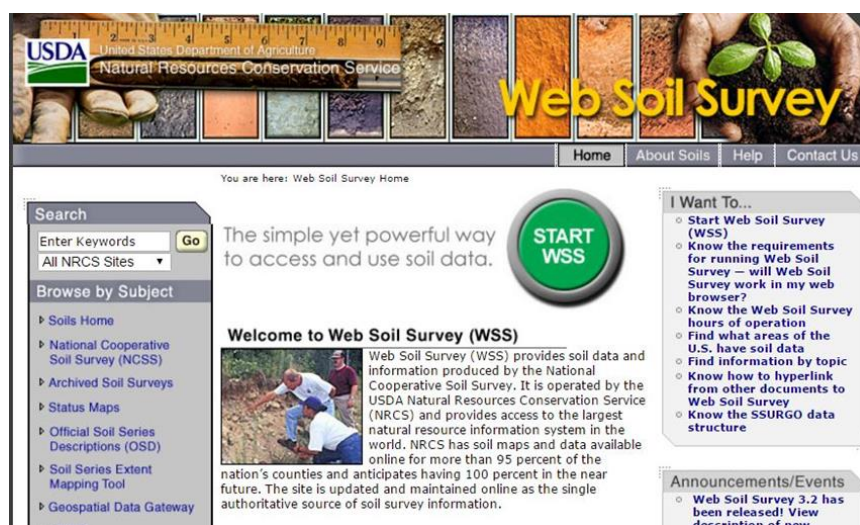 USDA
United States Department of Agriculture
Natural Resources Conservation Service
Web Soil Survey
Home
About Soils
Help
Contact Us
You are here: Web Soil Survey Home
Search
Enter Keywords
Go
All NRCS Sites
Browse by Subject
Soils Home
National Cooperative
Soil Survey (NCSS)
Archived Soil Surveys
Status Maps
Official Soil Series
Descriptions (OSD)
Soil Series Extent
Mapping Tool
Geospatial Data Gateway
The simple yet powerful way
to access and use soil data.
START
WSS
Welcome to Web Soil Survey (WSS)
Web Soil Survey (WSS) provides soil data and
information produced by the National
Cooperative Soil Survey. It is operated by the
USDA Natural Resources Conservation Service
(NRCS) and provides access to the largest
natural resource information system in the
world. NRCS has soil maps and data available
online for more than 95 percent of the
nation's counties and anticipates having 100 percent in the near
future. The site is updated and maintained online as the single
authoritative source of soil survey information.
I Want To...
Start Web Soil Survey
(WSS)
Know the requirements
for running Web Soil
Survey — will Web Soil
Survey work in my web
browser?
Know the Web Soil Survey
hours of operation
Find what areas of the
U.S. have soil data
Find information by topic
Know how to hyperlink
from other documents to
Web Soil Survey
Know the SSURGO data
structure
Announcements/Events
Web Soil Survey 3.2 has
been released! View
description of new